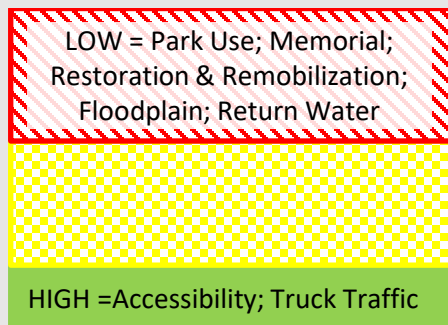 LOW = Park Use; Memorial;
Restoration & Remobilization;
Floodplain; Return Water
HIGH =Accessibility; Truck Traffic